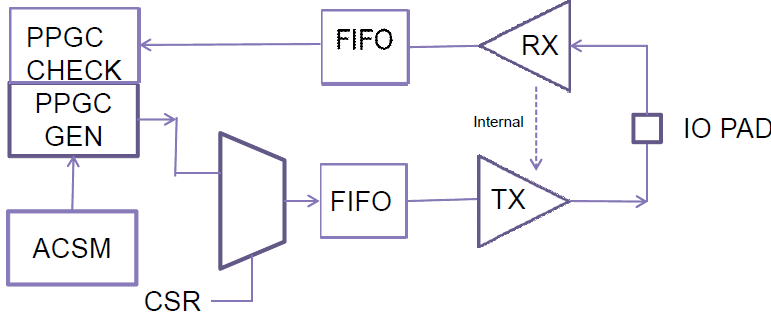 PPGC
CHECK
FIFO
RX
PPGC
GEN
Internal
IO PAD
FIFO
TX
ACSM
CSR